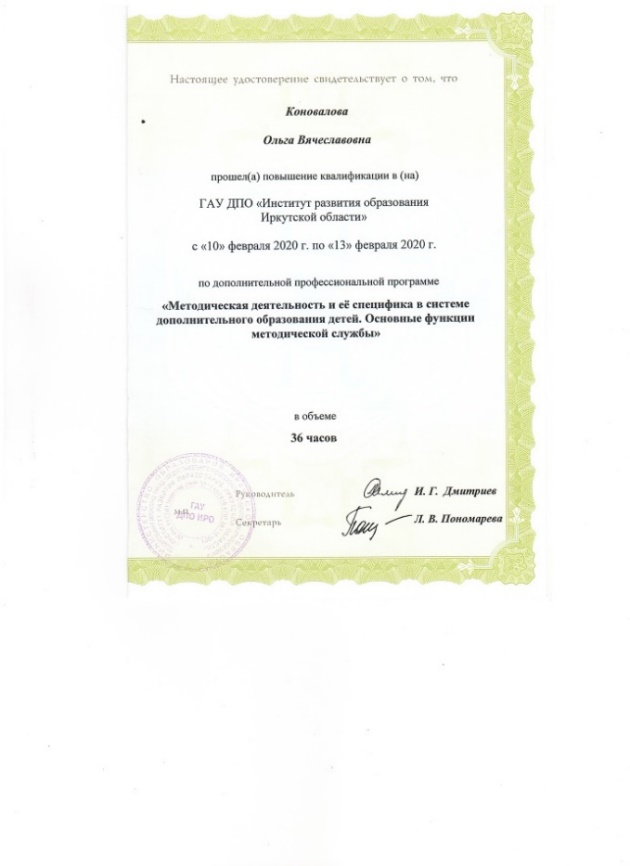 Настоящее удостоверение свидетельствует о том, что
Коновалова
Ольга Вячеславовна
прошел(а) повышение квалификации в (на)
ГАУ ДПО «Институт развития образования
Иркутской области»
с «10» февраля 2020 г. по «13» февраля 2020 г.
по дополнительной профессиональной программе
«Методическая деятельность и её специфика в системе
дополнительного образования детей. Основные функции
методической службы»
в объеме
36 часов
Руководитель И. Г. Дмитриев
Секретарь Л. В. Пономарева
ДПО ИРО